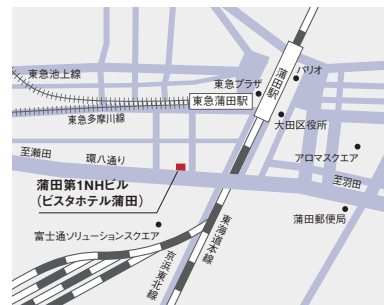 パリオ
東急池上線
東急プラザ
蒲田駅
東急蒲田駅
東急多摩川線
大田区役所
至瀬田
環八通り
アロマスクエア
至羽田
蒲田第1NHビル
(ビスタホテル蒲田)
蒲田郵便局
富士通ソリューションスクエア
東海道本線
京浜東北線